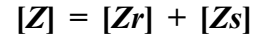 [Z] = [Zr] + [Zs]